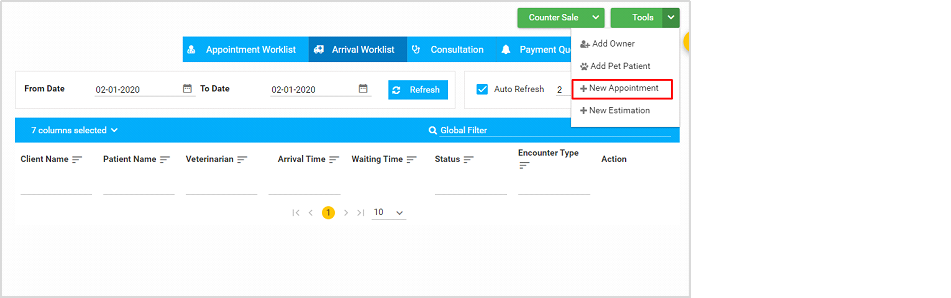 Counter Sale Tools
Add Owner
Add Pet Patient
New Appointment
New Estimation
Appointment Worklist Arrival Worklist Consultation Payment Qu
From Date 02-01-2020 To Date 02-01-2020 Refresh Auto Refresh 2
7 columns selected Global Filter
Client Name Patient Name Veterinarian Arrival Time Waiting Time Status Encounter Type Action
1 10